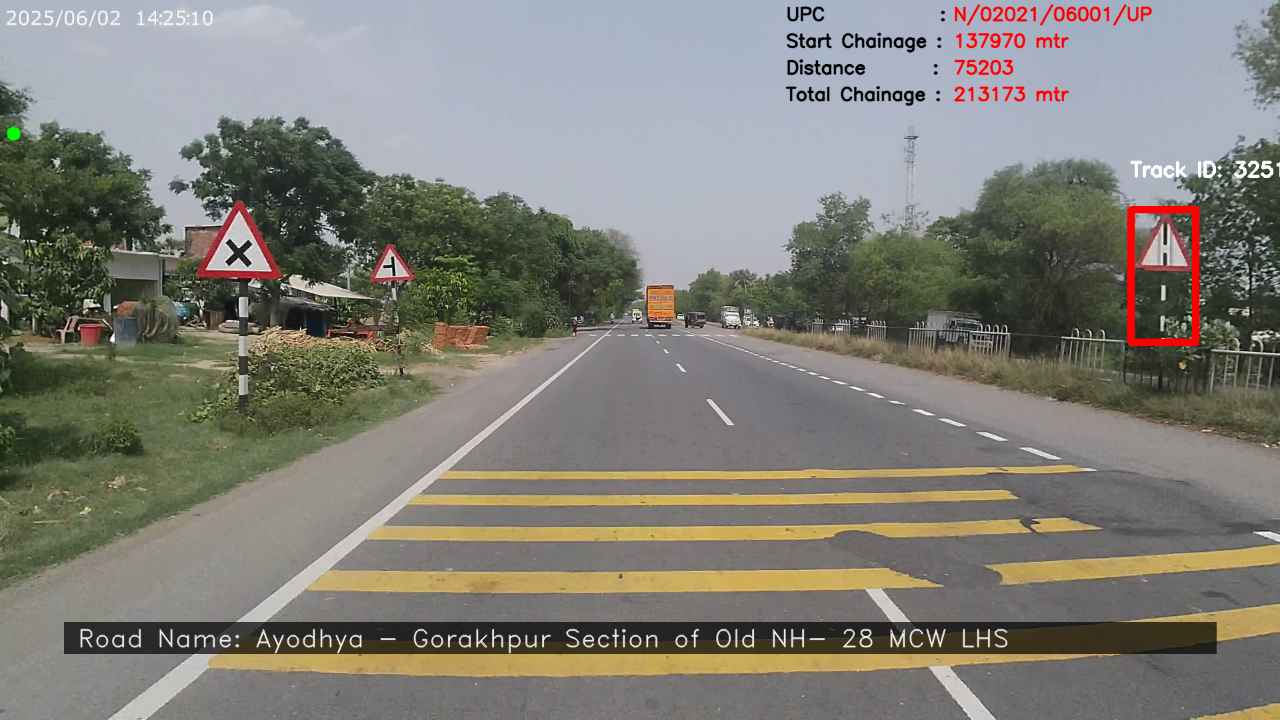 2025/06/02 14:25:10
UPC : N/02021/06001/UP
Start Chainage : 137970 mtr
Distance : 75203
Total Chainage : 213173 mtr
Track ID: 3251
Road Name: Ayodhya - Gorakhpur Section of Old NH- 28 MCW LHS